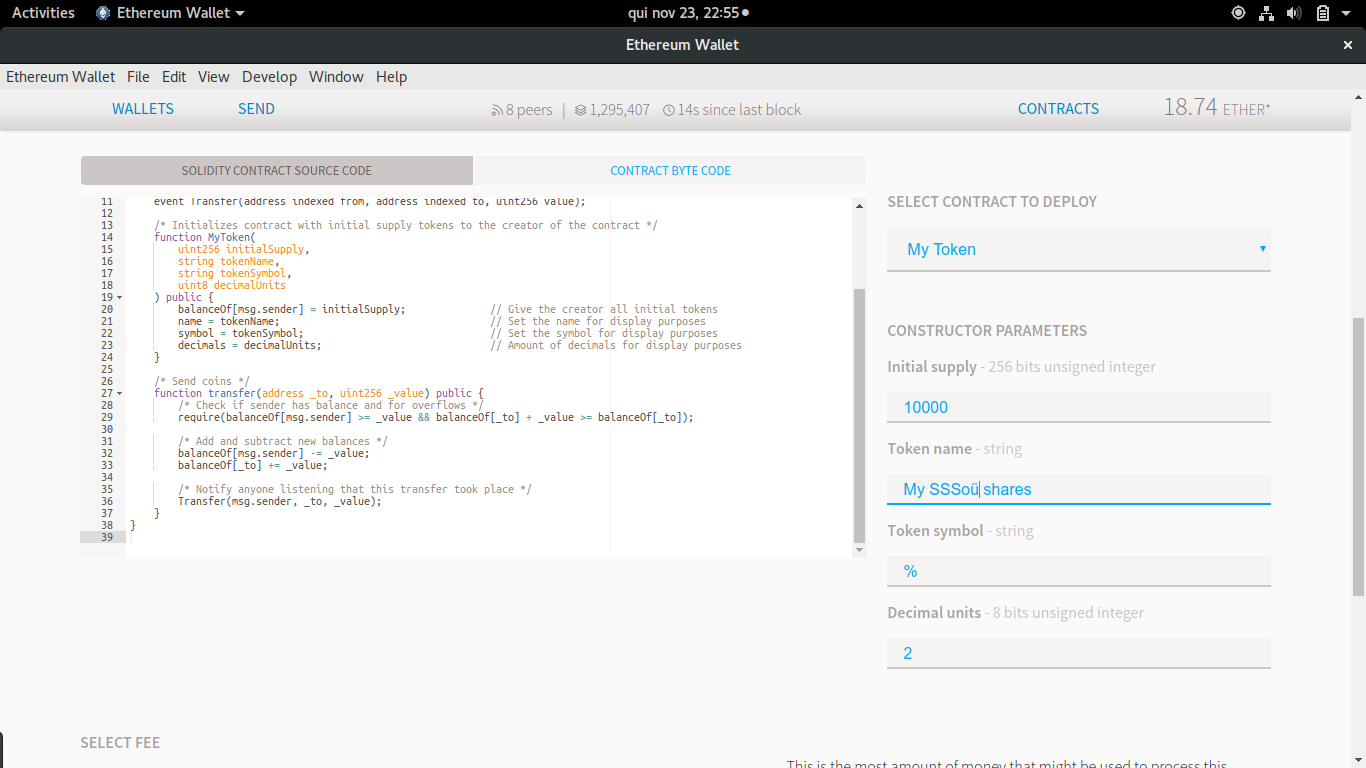 Activities Ethereum Wallet qui nov 23, 22:55
Ethereum Wallet ×
Ethereum Wallet File Edit View Develop Window Help
WALLETS SEND 8 peers | 1,295,407 14s since last block CONTRACTS 18.74 ETHER*
SOLIDITY CONTRACT SOURCE CODE CONTRACT BYTE CODE
11 event Transfer(address indexed from, address indexed to, uint256 value);
12
13 /* Initializes contract with initial supply tokens to the creator of the contract */
14 function MyToken(
15 uint256 initialSupply,
16 string tokenName,
17 string tokenSymbol,
18 uint8 decimalUnits
19 ) public {
20 balanceOf[msg.sender] = initialSupply; // Give the creator all initial tokens
21 name = tokenName; // Set the name for display purposes
22 symbol = tokenSymbol; // Set the symbol for display purposes
23 decimals = decimalUnits; // Amount of decimals for display purposes
24 }
25
26 /* Send coins */
27 function transfer(address _to, uint256 _value) public {
28 /* Check if sender has balance and for overflows */
29 require(balanceOf[msg.sender] >= _value && balanceOf[_to] + _value >= balanceOf[_to]);
30
31 /* Add and subtract new balances */
32 balanceOf[msg.sender] -= _value;
33 balanceOf[_to] += _value;
34
35 /* Notify anyone listening that this transfer took place */
36 Transfer(msg.sender, _to, _value);
37 }
38 }
39
SELECT CONTRACT TO DEPLOY
My Token
CONSTRUCTOR PARAMETERS
Initial supply - 256 bits unsigned integer
10000
Token name - string
My SSSoü shares
Token symbol - string
%
Decimal units - 8 bits unsigned integer
2
SELECT FEE
This is the most amount of money that might be used to process this